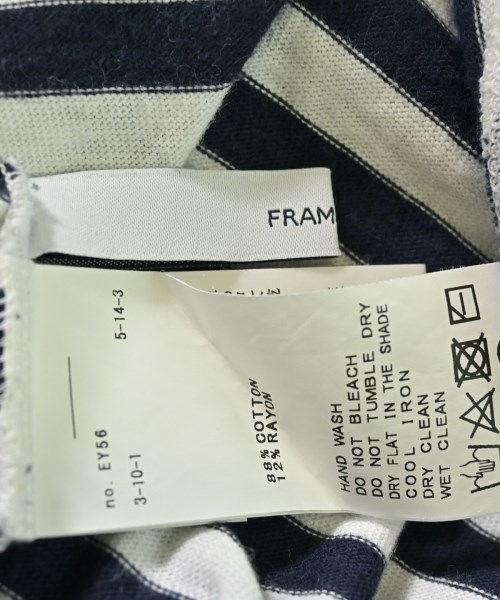 FRAM
no. EY56
5-14-3
3-10-1
88% COTTON
12% RAYON
HAND WASH
DO NOT BLEACH
DO NOT TUMBLE DRY
DRY FLAT IN THE SHADE
COOL IRON
DRY CLEAN
WET CLEAN